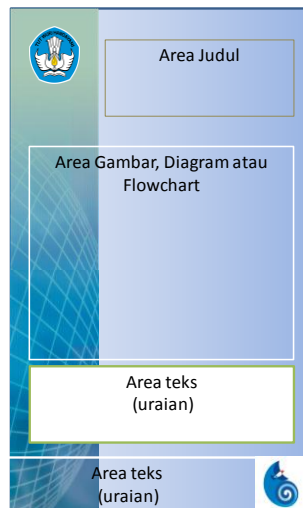 Area Judul
Area Gambar, Diagram atau
Flowchart
Area teks
(uraian)
Area teks
(uraian)